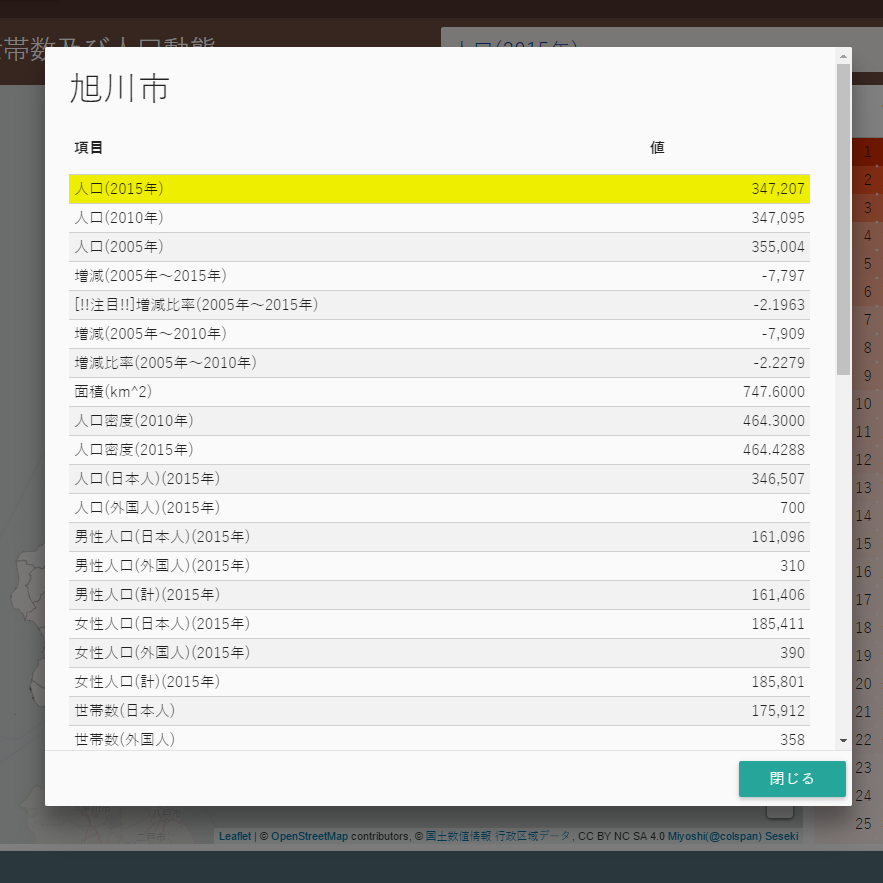 帯数及び人口動態
人口(2015年)
旭川市
項目 値
人口(2015年) 347,207
人口(2010年) 347,095
人口(2005年) 355,004
増減(2005年～2015年) -7,797
[!!注目!!]増減比率(2005年～2015年) -2.1963
増減(2005年～2010年) -7,909
増減比率(2005年～2010年) -2.2279
面積(km^2) 747.6000
人口密度(2010年) 464.3000
人口密度(2015年) 464.4288
人口(日本人)(2015年) 346,507
人口(外国人)(2015年) 700
男性人口(日本人)(2015年) 161,096
男性人口(外国人)(2015年) 310
男性人口(計)(2015年) 161,406
女性人口(日本人)(2015年) 185,411
女性人口(外国人)(2015年) 390
女性人口(計)(2015年) 185,801
世帯数(日本人) 175,912
世帯数(外国人) 358
閉じる
1
2
3
4
5
6
7
8
9
10
11
12
13
14
15
16
17
18
19
20
21
22
23
24
25
Leaflet | © OpenStreetMap contributors, © 国土数値情報 行政区域データ, CC BY NC SA 4.0 Miyoshi(@colspan) Seseki